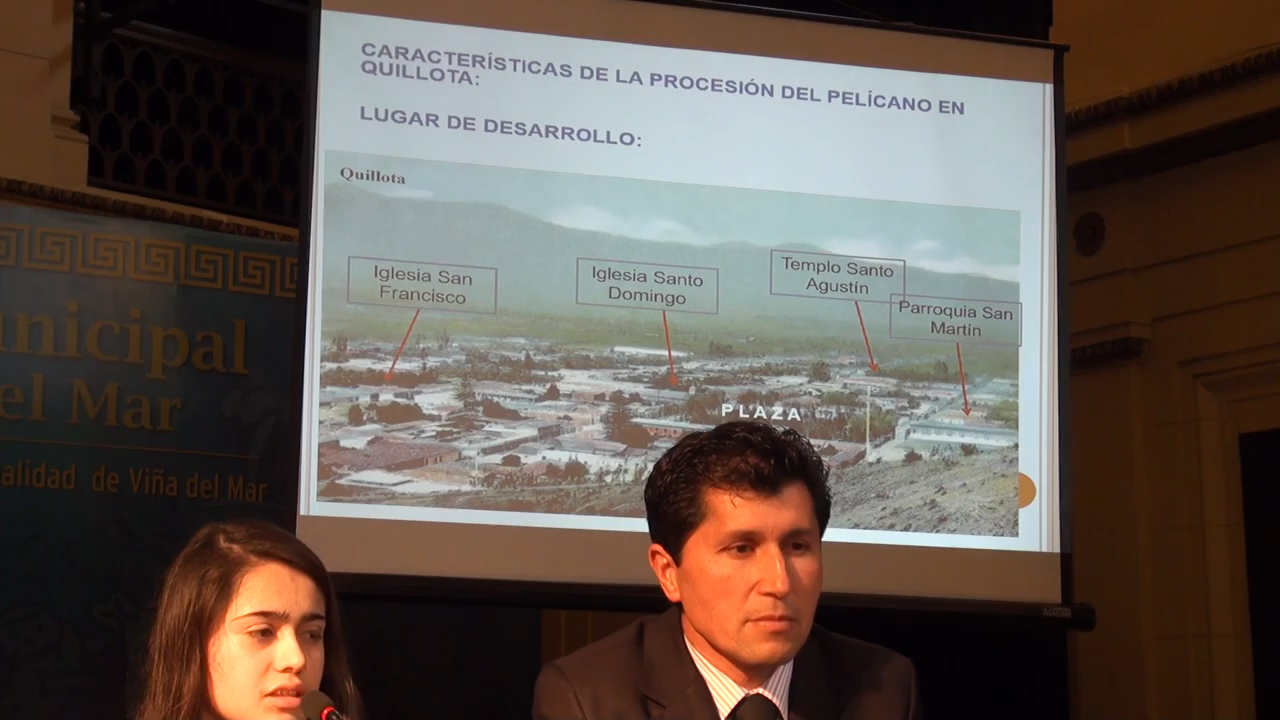 CARACTERÍSTICAS DE LA PROCESIÓN DEL PELÍCANO EN
QUILLOTA:
LUGAR DE DESARROLLO:
Quillota
Iglesia San
Francisco
Iglesia Santo
Domingo
Templo Santo
Agustín
Parroquia San
Martín
PLAZA
nicipal
el Mar
alidad de Viña del Mar